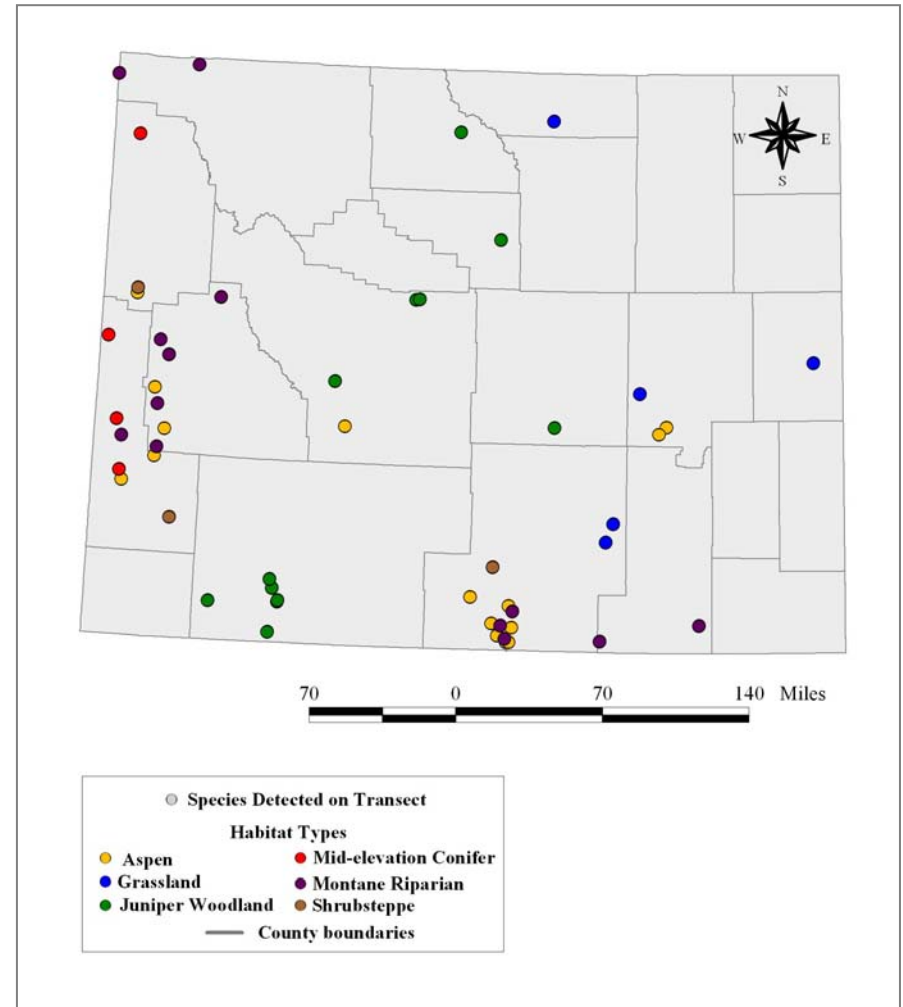 N
W E
S
70 0 70 140 Miles
Species Detected on Transect
Habitat Types
Aspen Mid-elevation Conifer
Grassland Montane Riparian
Juniper Woodland Shrubsteppe
County boundaries